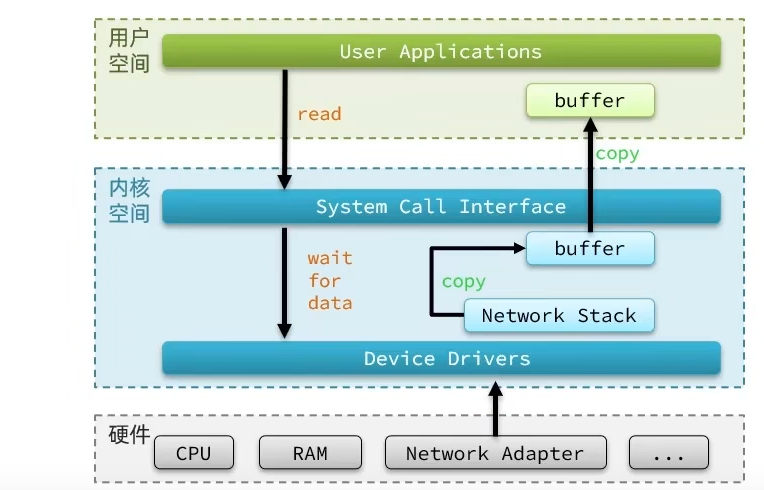 用户
空间
User Applications
buffer
read
copy
内核
空间
System Call Interface
buffer
wait
for
data
copy
Network Stack
Device Drivers
硬件
CPU
RAM
Network Adapter
...